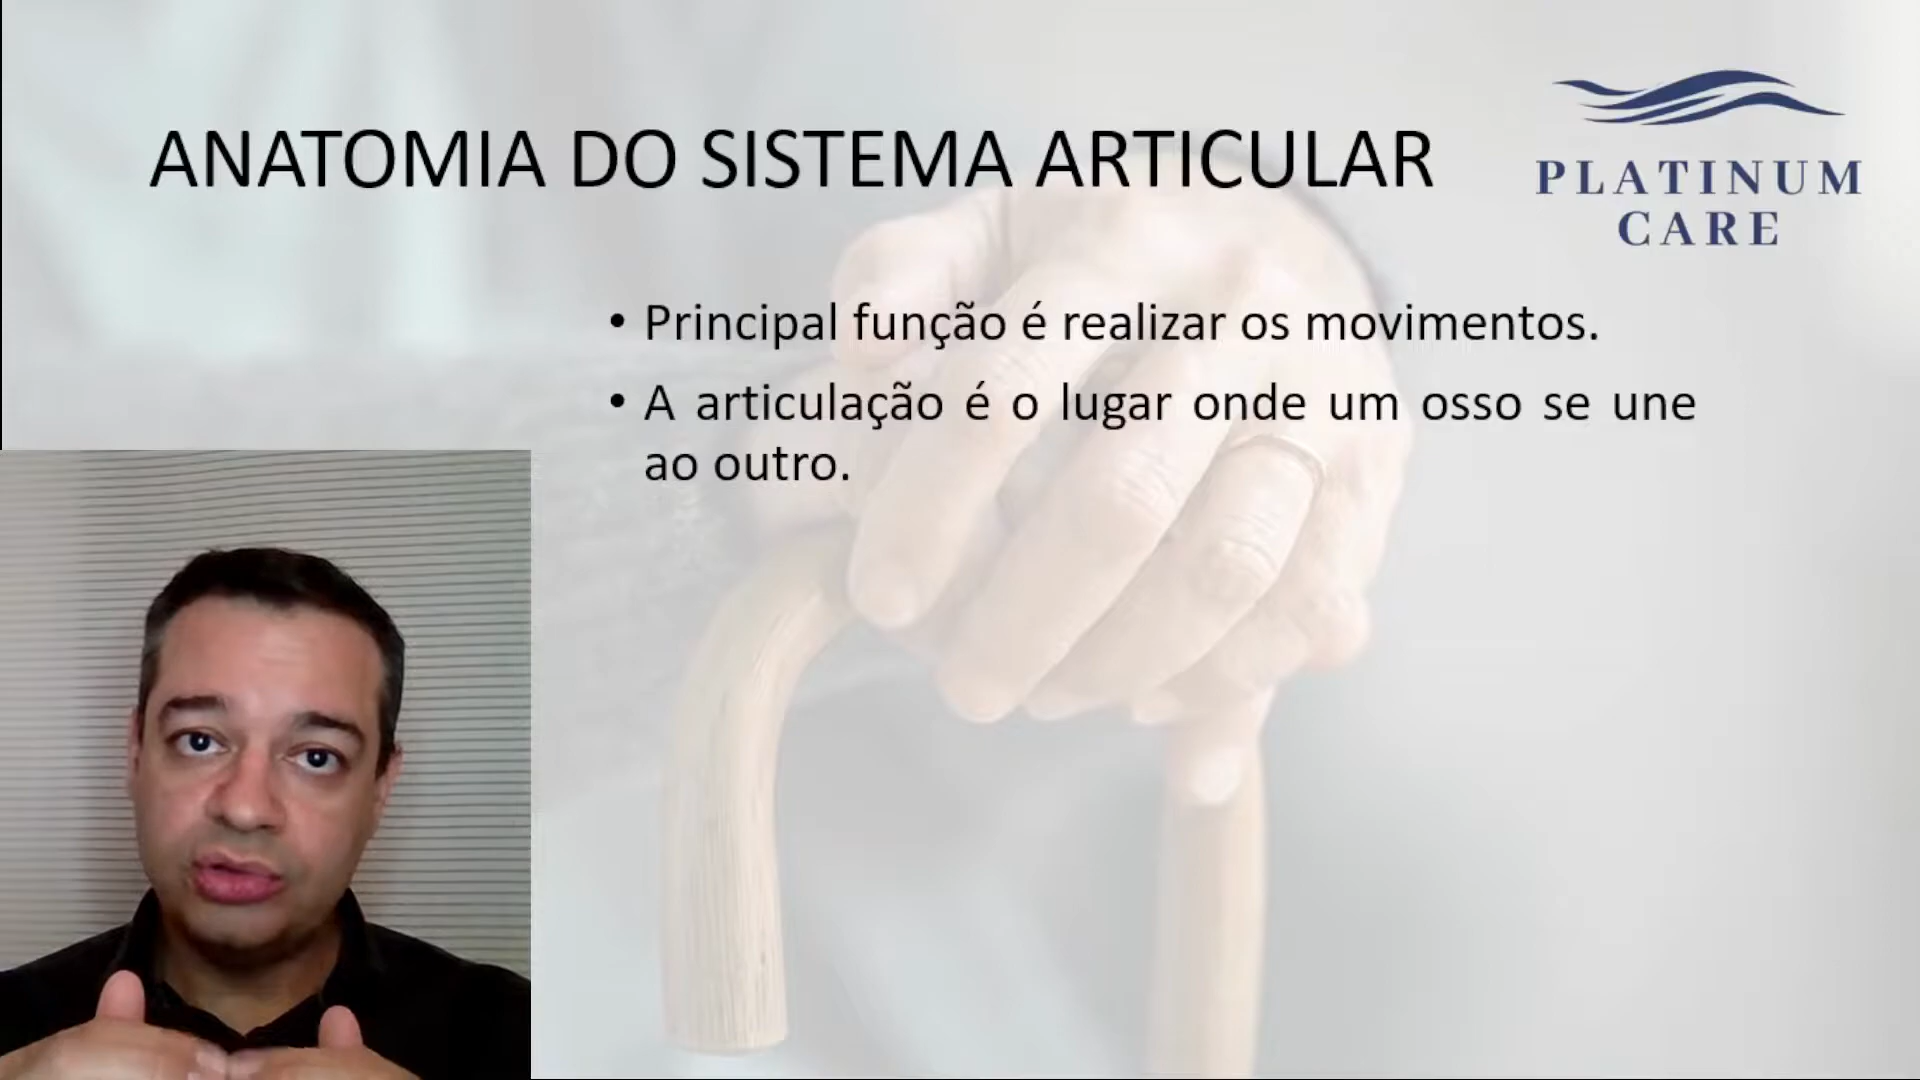 ANATOMIA DO SISTEMA ARTICULAR
PLATINUM
CARE
• Principal função é realizar os movimentos.
• A articulação é o lugar onde um osso se une
ao outro.